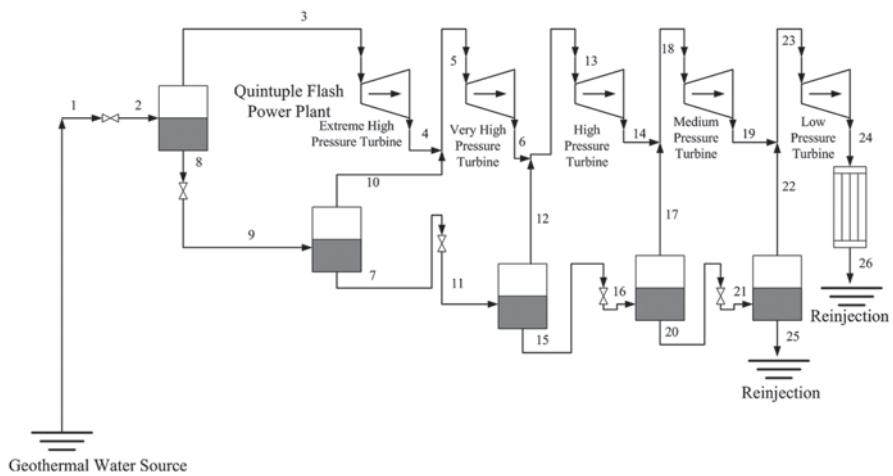 3
13
18
23
5
1
2
Quintuple Flash
Power Plant
Extreme High
Pressure Turbine
4
Very High
Pressure
Turbine
6
High
Pressure
Turbine
14
Medium
Pressure
Turbine
19
Low
Pressure
Turbine
24
8
10
12
17
22
9
7
11
16
21
26
15
20
25
Reinjection
Reinjection
Geothermal Water Source